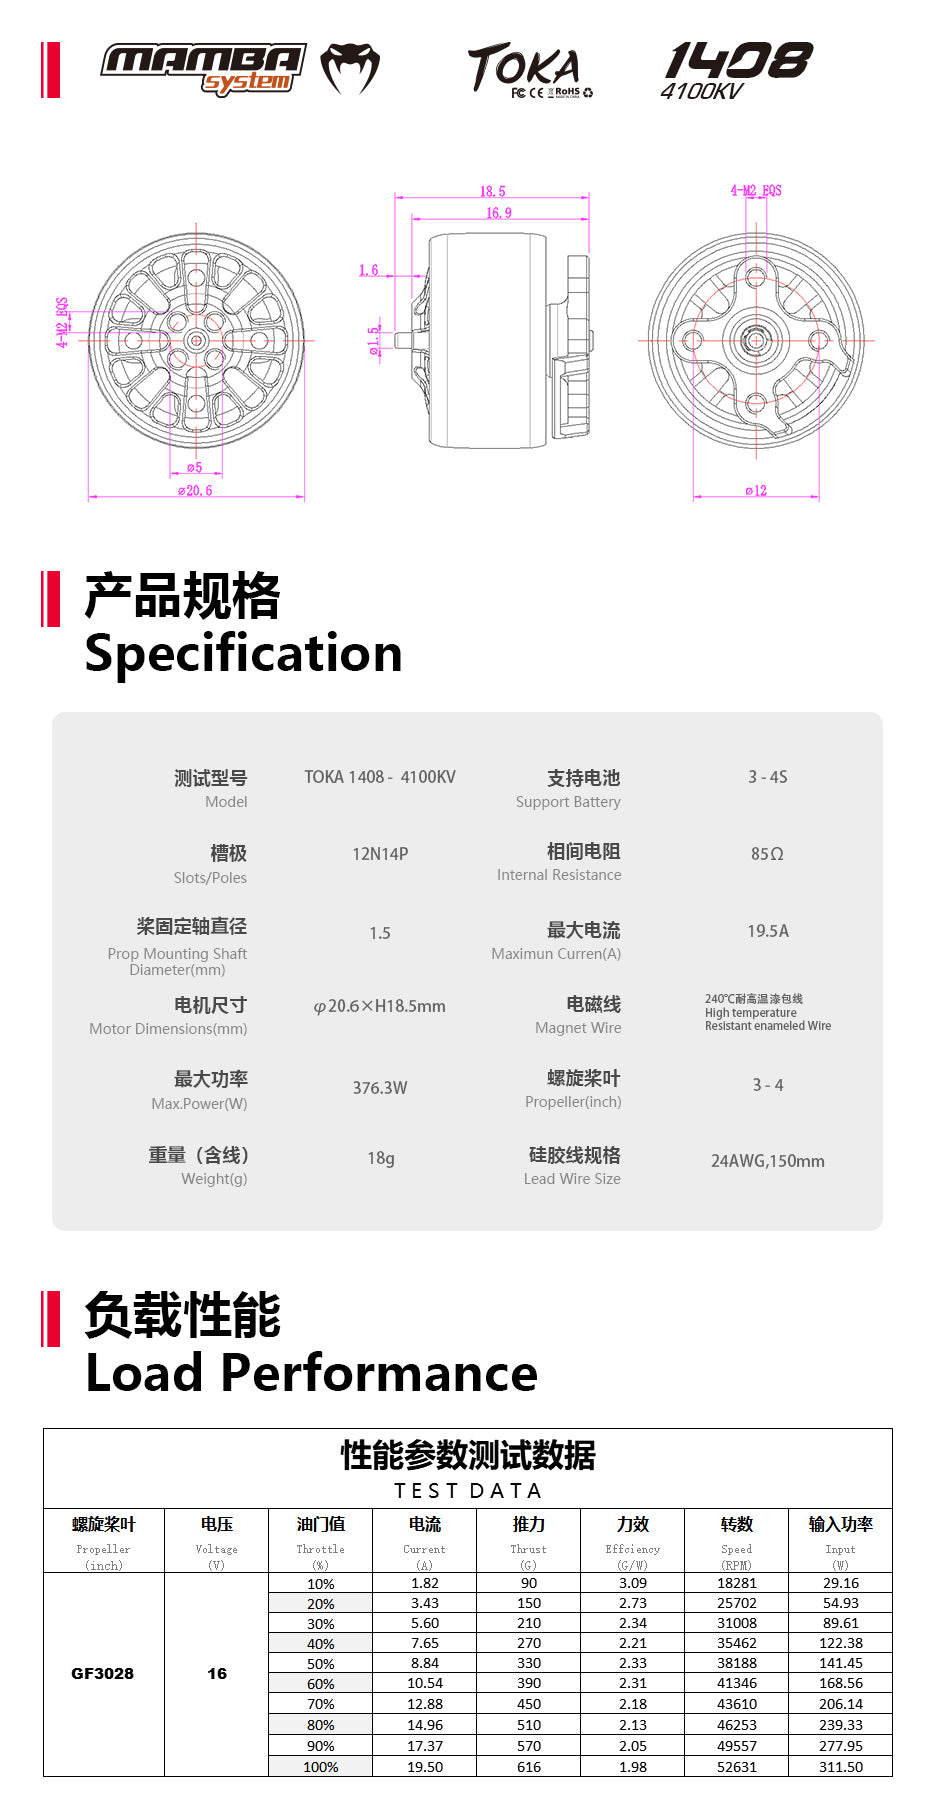 MAMBA
system
TOKA
FC CE RoHS
1408
4100KV
18.5
16.9
1.6
ø1.5
4-M2 EQS
ø5
ø20.6
4-M2 EQS
ø12
产品规格
Specification
测试型号 TOKA 1408 - 4100KV 支持电池 3 - 4S
Model Support Battery
槽极 12N14P 相间电阻 85Ω
Slots/Poles Internal Resistance
桨固定轴直径 1.5 最大电流 19.5A
Prop Mounting Shaft Maximun Curren(A)
Diameter(mm)
电机尺寸 φ20.6×H18.5mm 电磁线 240℃耐高温漆包线
High temperature
Motor Dimensions(mm) Magnet Wire Resistant enameled Wire
最大功率 376.3W 螺旋桨叶 3 - 4
Max.Power(W) Propeller(inch)
重量（含线） 18g 硅胶线规格 24AWG,150mm
Weight(g) Lead Wire Size
负载性能
Load Performance
性能参数测试数据
TEST DATA
螺旋桨叶 电压 油门值 电流 推力 力效 转数 输入功率
Propeller Voltage Throttle Current Thrust Effciency Speed Input
(inch) (V) (%) (A) (G) (G/W) (RPM) (W)
10% 1.82 90 3.09 18281 29.16
20% 3.43 150 2.73 25702 54.93
30% 5.60 210 2.34 31008 89.61
40% 7.65 270 2.21 35462 122.38
50% 8.84 330 2.33 38188 141.45
GF3028 16
60% 10.54 390 2.31 41346 168.56
70% 12.88 450 2.18 43610 206.14
80% 14.96 510 2.13 46253 239.33
90% 17.37 570 2.05 49557 277.95
100% 19.50 616 1.98 52631 311.50